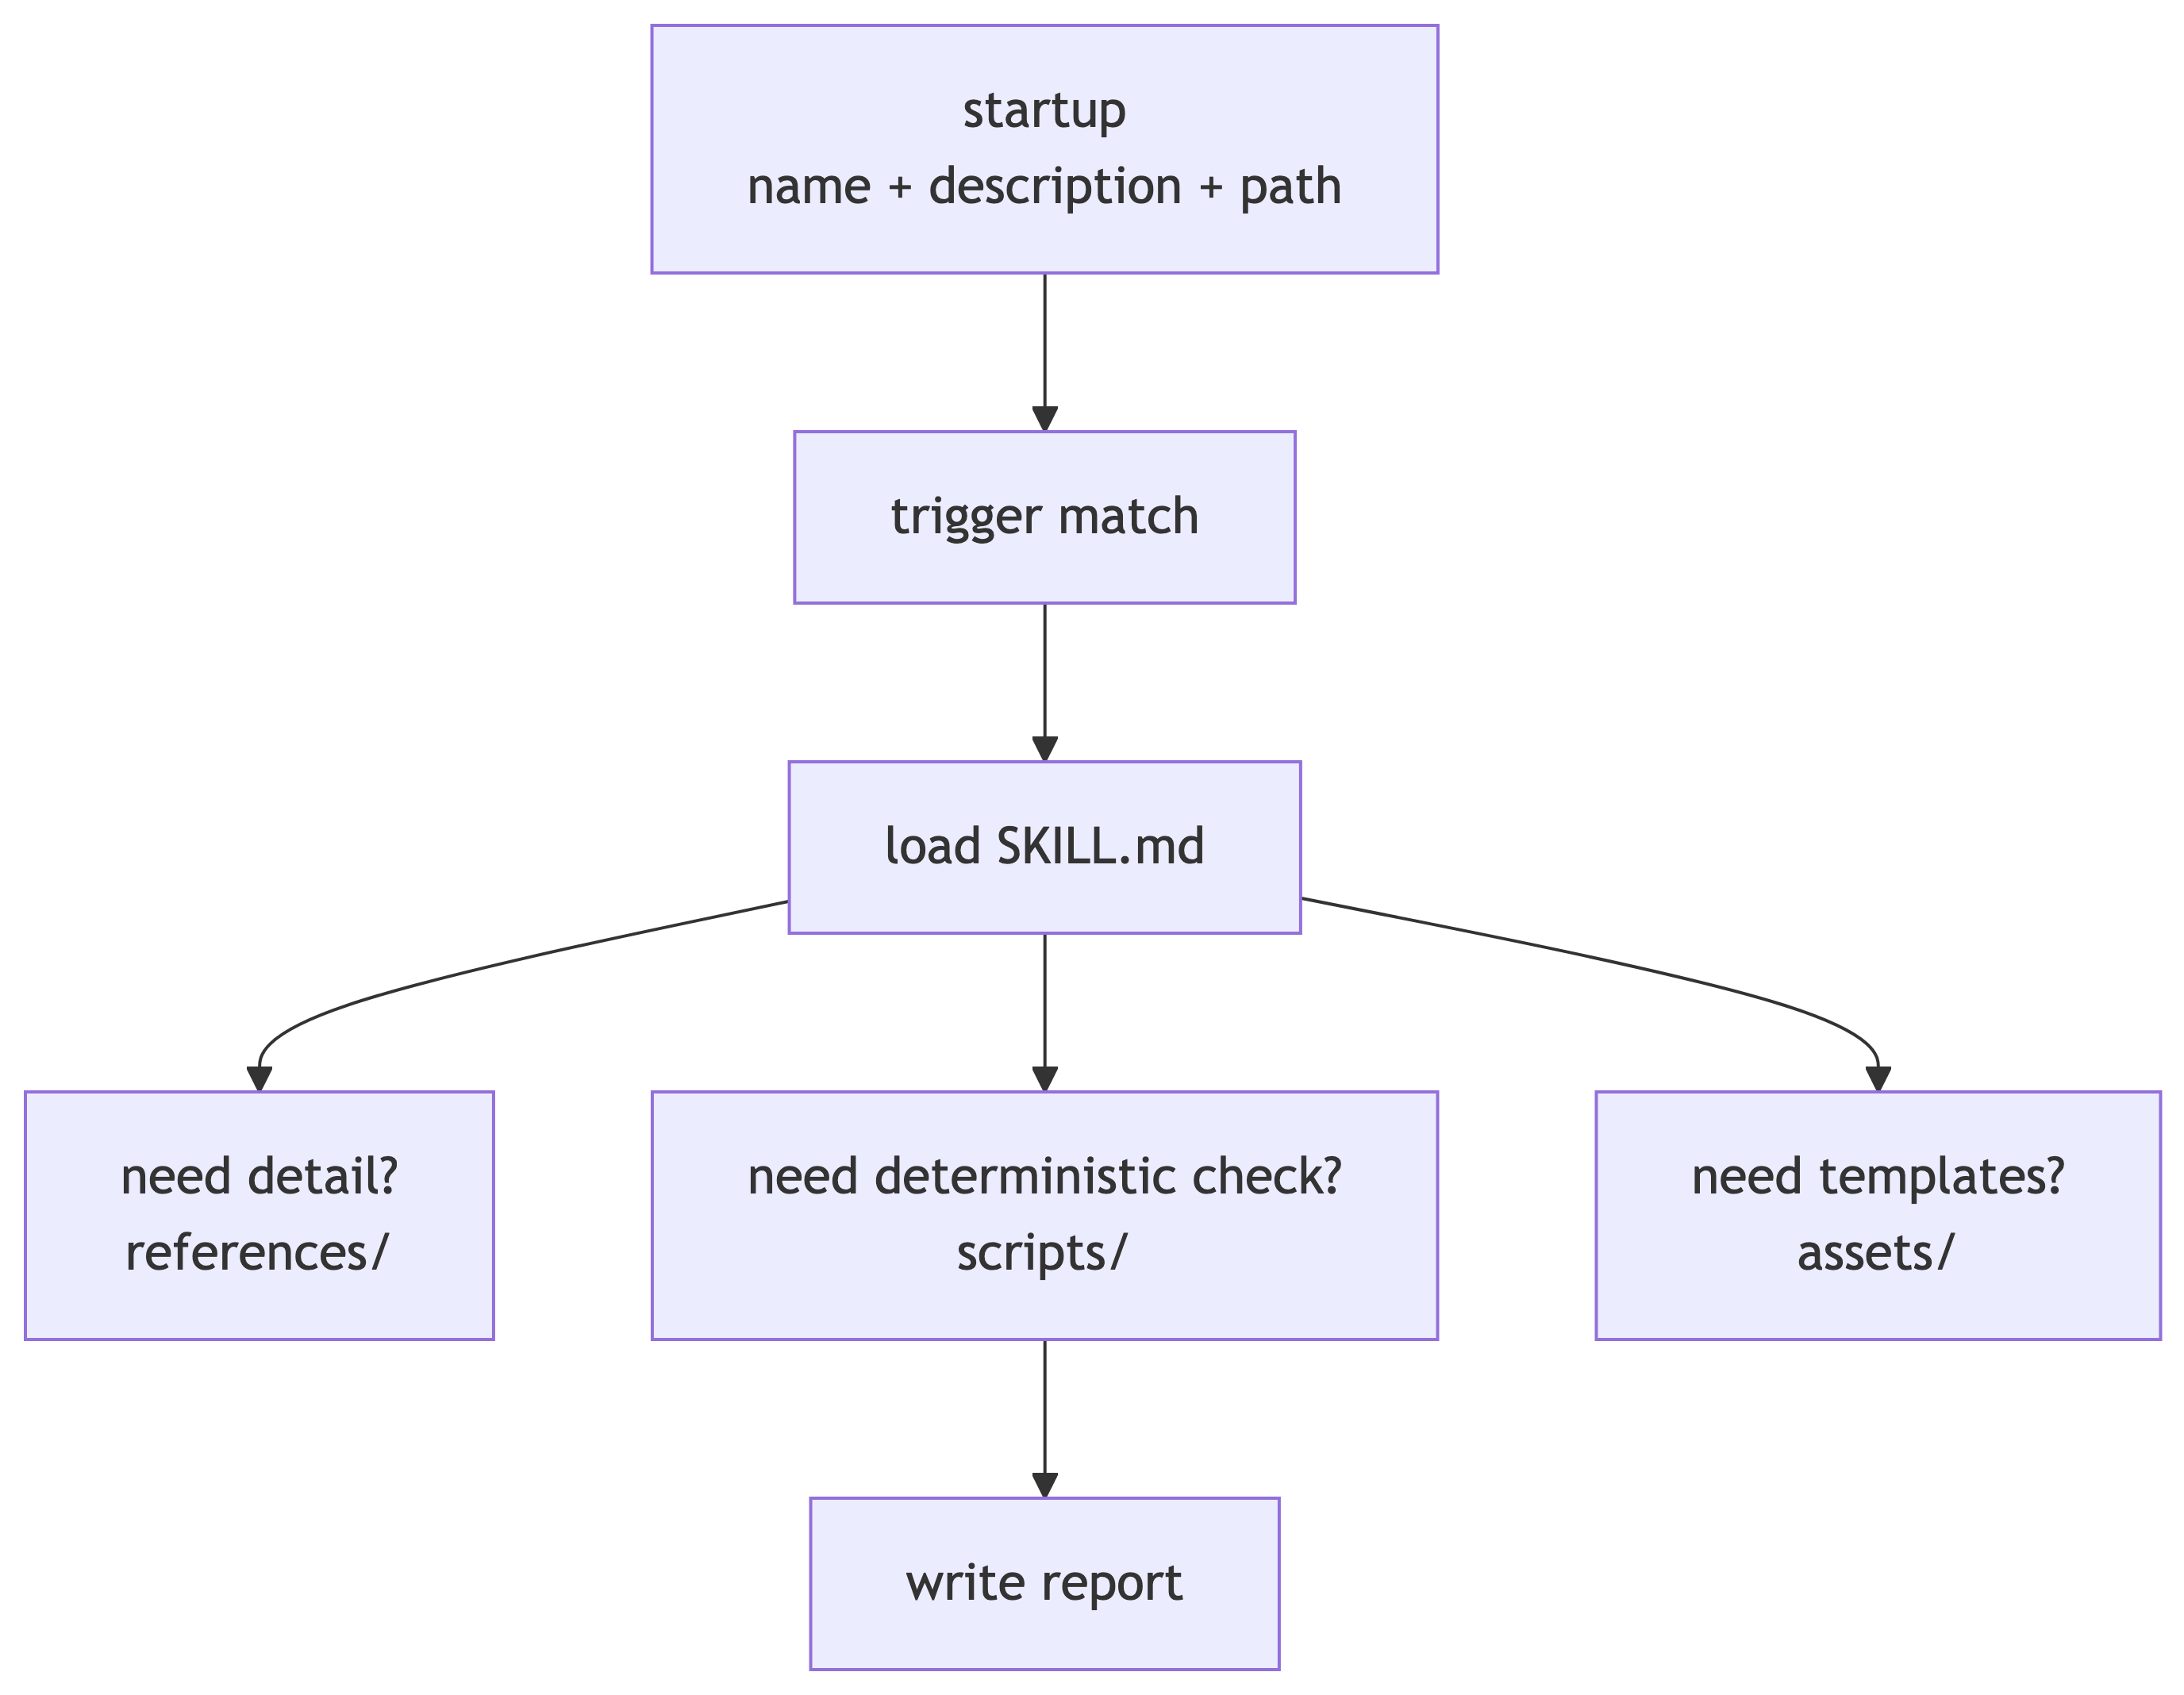 startup
name + description + path
trigger match
load SKILL.md
need detail?
references/
need deterministic check?
scripts/
need templates?
assets/
write report